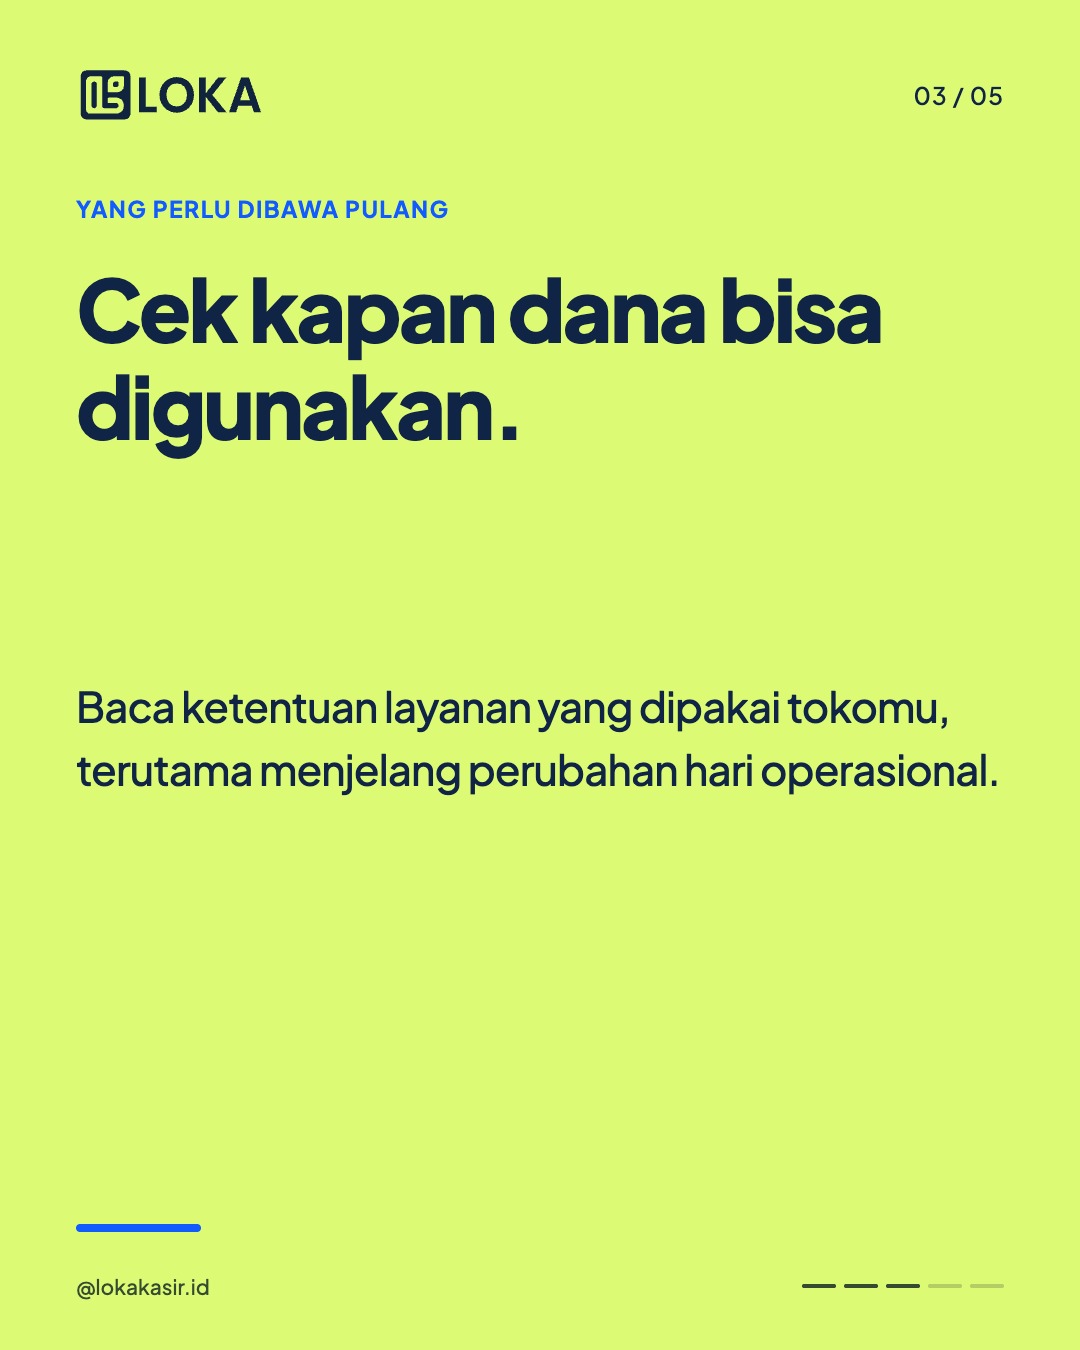 LOKA
03 / 05
YANG PERLU DIBAWA PULANG
Cek kapan dana bisa
digunakan.
Baca ketentuan layanan yang dipakai tokomu,
terutama menjelang perubahan hari operasional.
@lokakasir.id